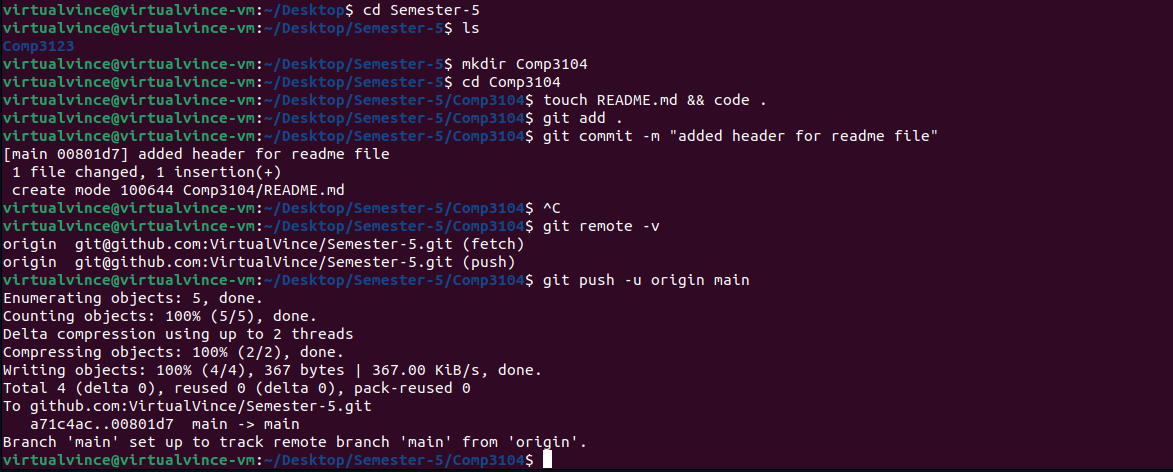 virtualvince@virtualvince-vm:~/Desktop$ cd Semester-5
virtualvince@virtualvince-vm:~/Desktop/Semester-5$ ls
Comp3123
virtualvince@virtualvince-vm:~/Desktop/Semester-5$ mkdir Comp3104
virtualvince@virtualvince-vm:~/Desktop/Semester-5$ cd Comp3104
virtualvince@virtualvince-vm:~/Desktop/Semester-5/Comp3104$ touch README.md && code .
virtualvince@virtualvince-vm:~/Desktop/Semester-5/Comp3104$ git add .
virtualvince@virtualvince-vm:~/Desktop/Semester-5/Comp3104$ git commit -m "added header for readme file"
[main 00801d7] added header for readme file
 1 file changed, 1 insertion(+)
 create mode 100644 Comp3104/README.md
virtualvince@virtualvince-vm:~/Desktop/Semester-5/Comp3104$ ^C
virtualvince@virtualvince-vm:~/Desktop/Semester-5/Comp3104$ git remote -v
origin  git@github.com:VirtualVince/Semester-5.git (fetch)
origin  git@github.com:VirtualVince/Semester-5.git (push)
virtualvince@virtualvince-vm:~/Desktop/Semester-5/Comp3104$ git push -u origin main
Enumerating objects: 5, done.
Counting objects: 100% (5/5), done.
Delta compression using up to 2 threads
Compressing objects: 100% (2/2), done.
Writing objects: 100% (4/4), 367 bytes | 367.00 KiB/s, done.
Total 4 (delta 0), reused 0 (delta 0), pack-reused 0
To github.com:VirtualVince/Semester-5.git
   a71c4ac..00801d7  main -> main
Branch 'main' set up to track remote branch 'main' from 'origin'.
virtualvince@virtualvince-vm:~/Desktop/Semester-5/Comp3104$